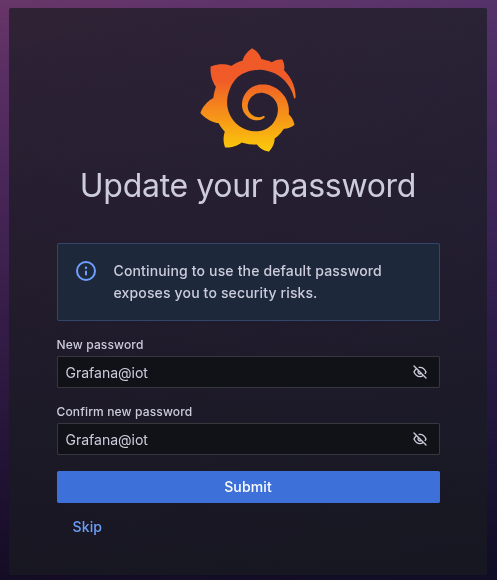 Update your password
Continuing to use the default password
exposes you to security risks.
New password
Grafana@iot
Confirm new password
Grafana@iot
Submit
Skip